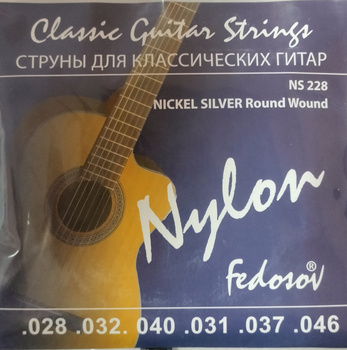 Classic Guitar Strings
СТРУНЫ ДЛЯ КЛАССИЧЕСКИХ ГИТАР
NS 228
NICKEL SILVER Round Wound
Nylon
fedosov®
.028 .032. 040 .031 .037 .046